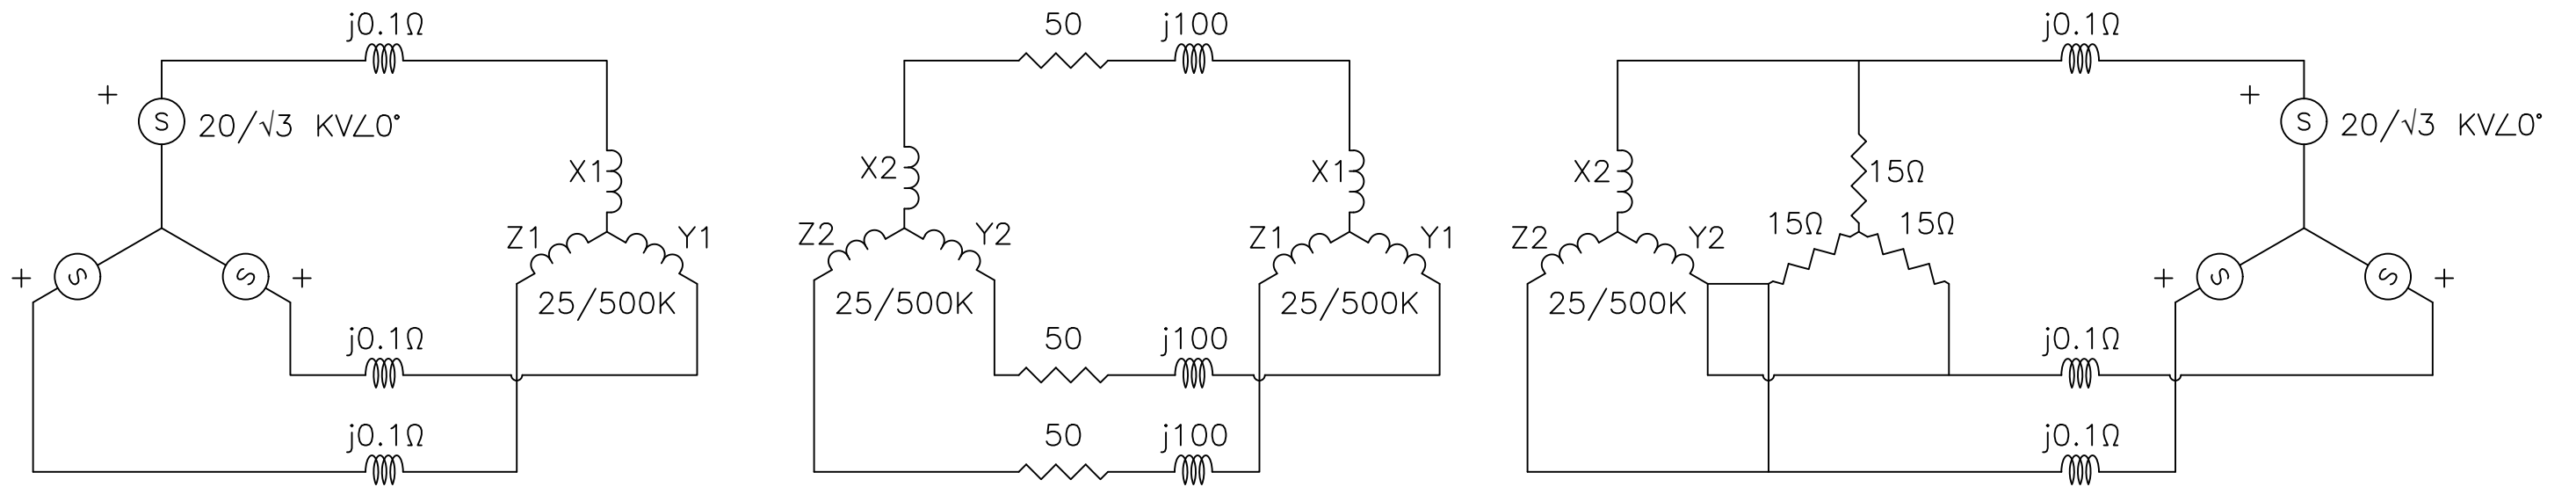 j0.1Ω
50
j100
j0.1Ω
+
S
20/√3 KV∠0°
+
S
20/√3 KV∠0°
X1
X2
X1
X2
15Ω
Z1
Y1
Z2
Y2
Z1
Y1
Z2
Y2
15Ω
15Ω
+
S
S
+
+
S
S
+
25/500K
25/500K
25/500K
25/500K
j0.1Ω
50
j100
j0.1Ω
j0.1Ω
50
j100
j0.1Ω